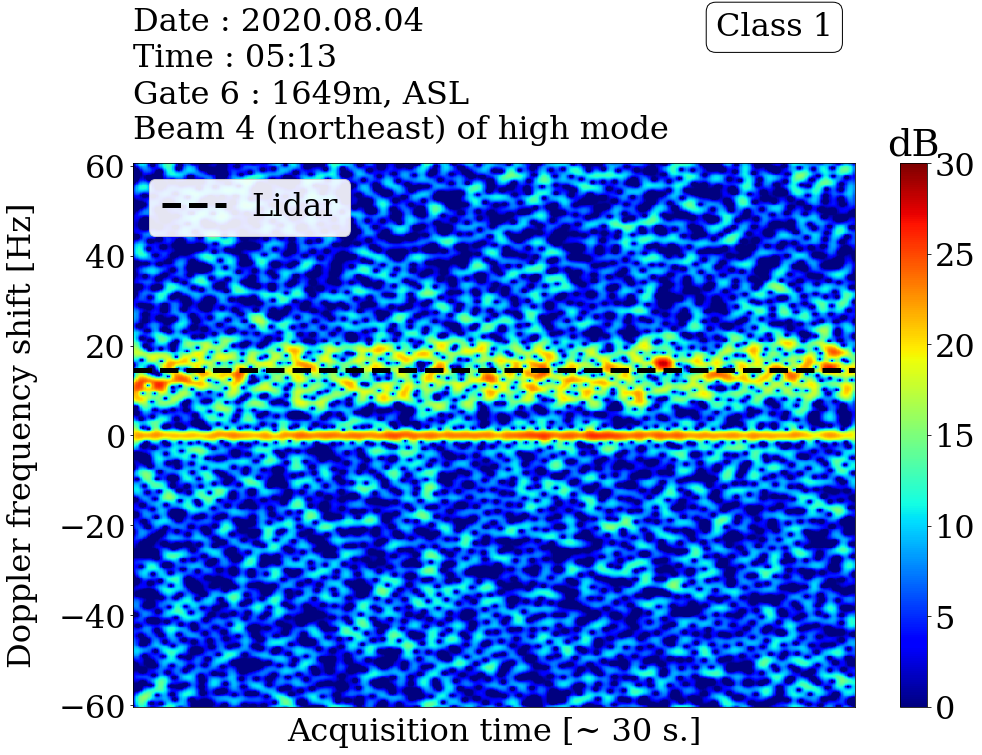 Date : 2020.08.04
Time : 05:13
Gate 6 : 1649m, ASL
Beam 4 (northeast) of high mode
Class 1
dB
Lidar
Doppler frequency shift [Hz]
60
40
20
0
−20
−40
−60
30
25
20
15
10
5
0
Acquisition time [~ 30 s.]